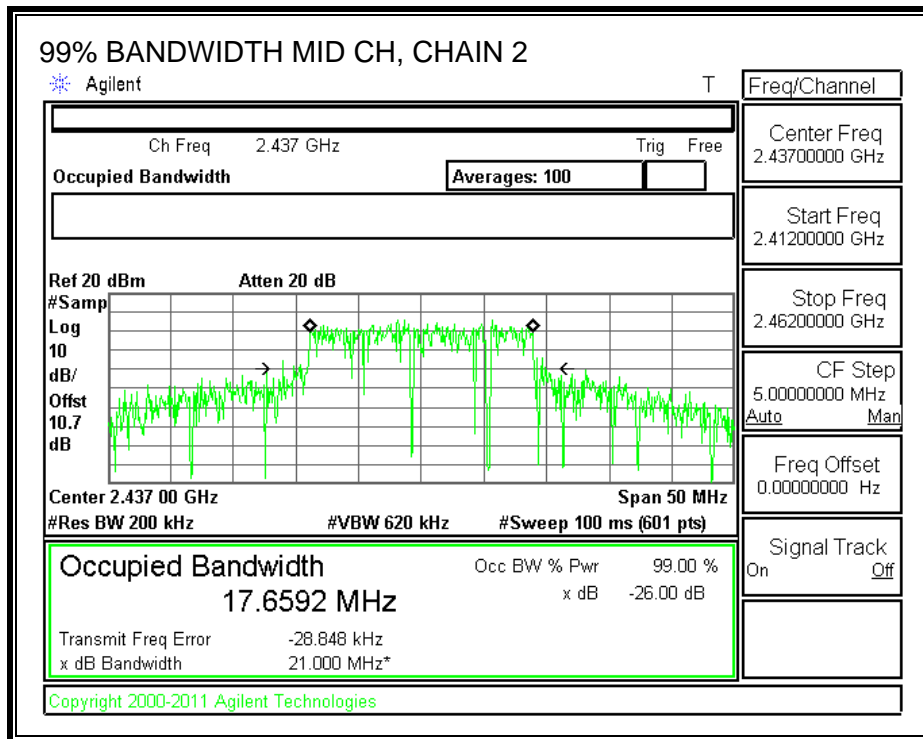 99% BANDWIDTH MID CH, CHAIN 2
Agilent T
Ch Freq 2.437 GHz Trig Free
Occupied Bandwidth Averages: 100
Ref 20 dBm Atten 20 dB
#Samp
Log
10
dB/
Offst
10.7
dB
Center 2.437 00 GHz Span 50 MHz
#Res BW 200 kHz #VBW 620 kHz #Sweep 100 ms (601 pts)
Occupied Bandwidth
17.6592 MHz
Occ BW % Pwr 99.00 %
x dB -26.00 dB
Transmit Freq Error -28.848 kHz
x dB Bandwidth 21.000 MHz*
Copyright 2000-2011 Agilent Technologies
Freq/Channel
Center Freq
2.43700000 GHz
Start Freq
2.41200000 GHz
Stop Freq
2.46200000 GHz
CF Step
5.00000000 MHz
Auto Man
Freq Offset
0.00000000 Hz
Signal Track
On Off